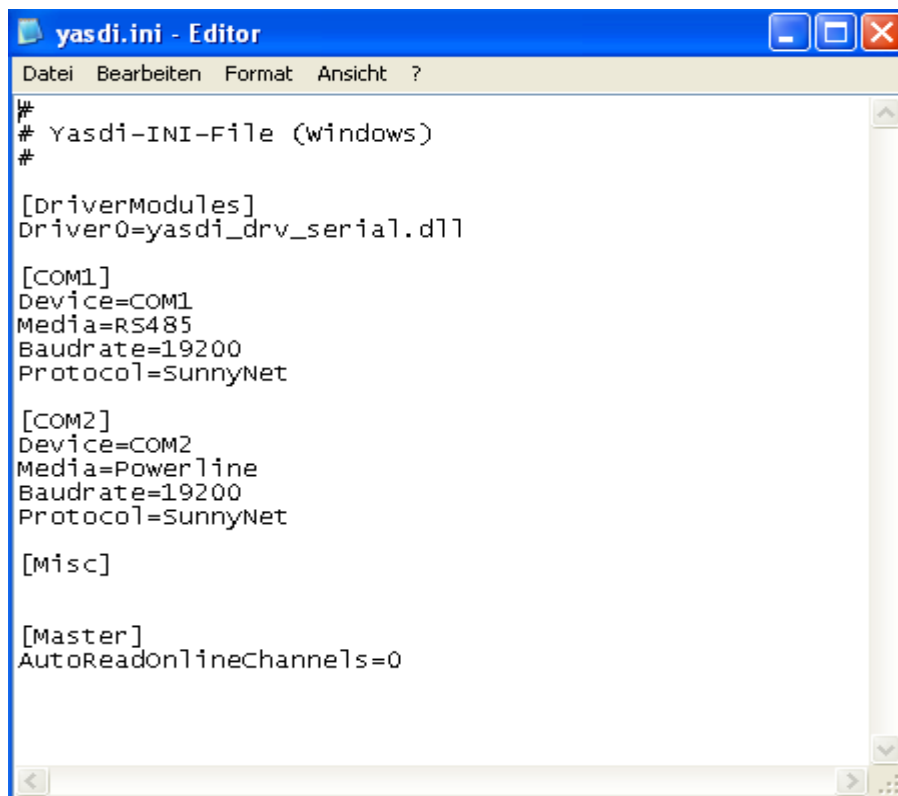 yasdi.ini - Editor
Datei Bearbeiten Format Ansicht ?
#
# Yasdi-INI-File (Windows)
#
[DriverModules]
Driver0=yasdi_drv_serial.dll
[COM1]
Device=COM1
Media=RS485
Baudrate=19200
Protocol=SunnyNet
[COM2]
Device=COM2
Media=Powerline
Baudrate=19200
Protocol=SunnyNet
[Misc]
[Master]
AutoReadOnlineChannels=0